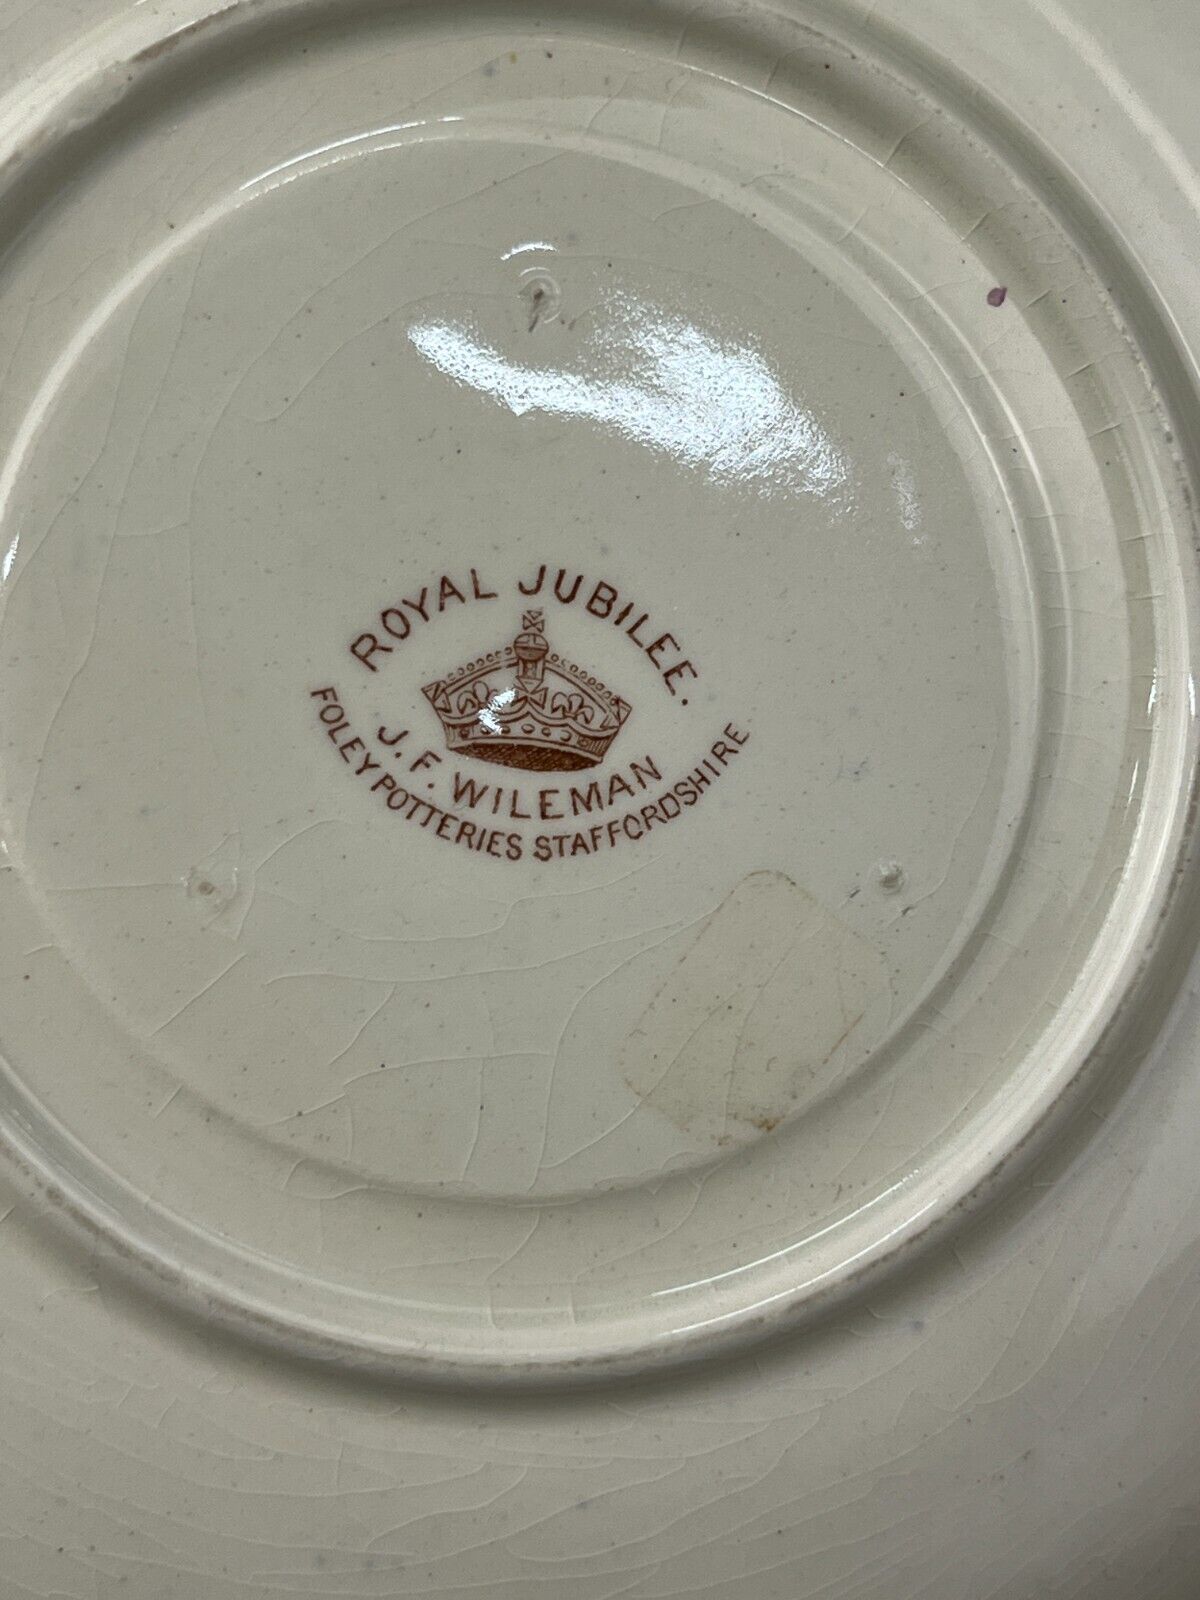 ROYAL JUBILEE.
J. F. WILEMAN
FOLEY POTTERIES STAFFORDSHIRE